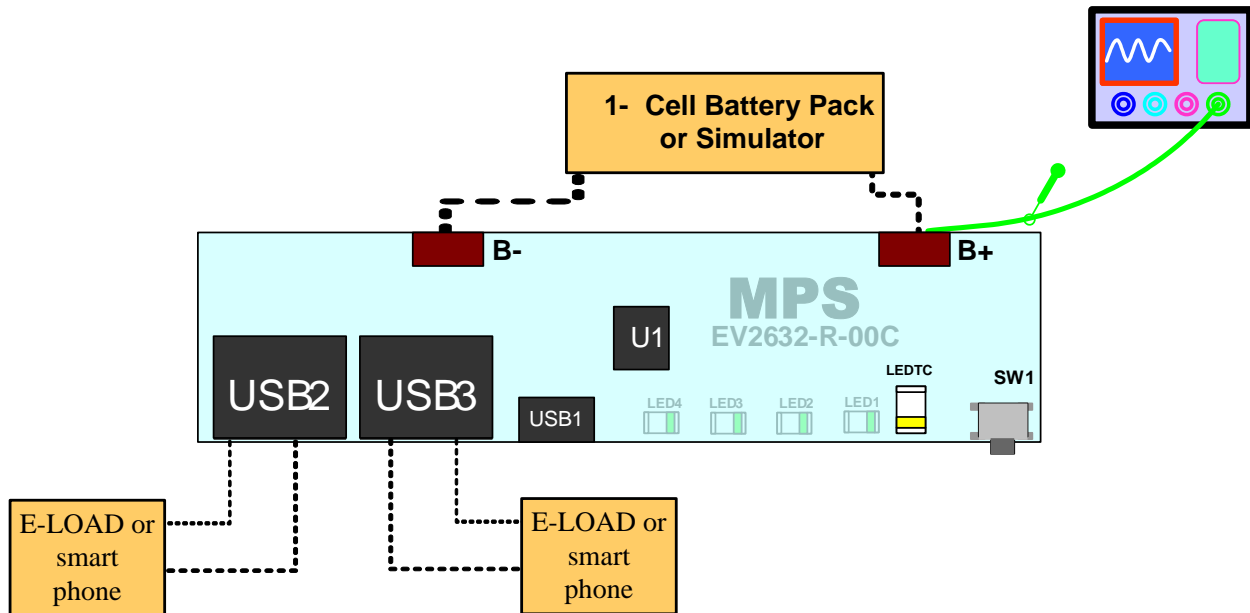 1- Cell Battery Pack
or Simulator
B-
B+
MPS
EV2632-R-00C
U1
USB2
USB3
USB1
LED4
LED3
LED2
LED1
LEDTC
SW1
E-LOAD or
smart
phone
E-LOAD or
smart
phone